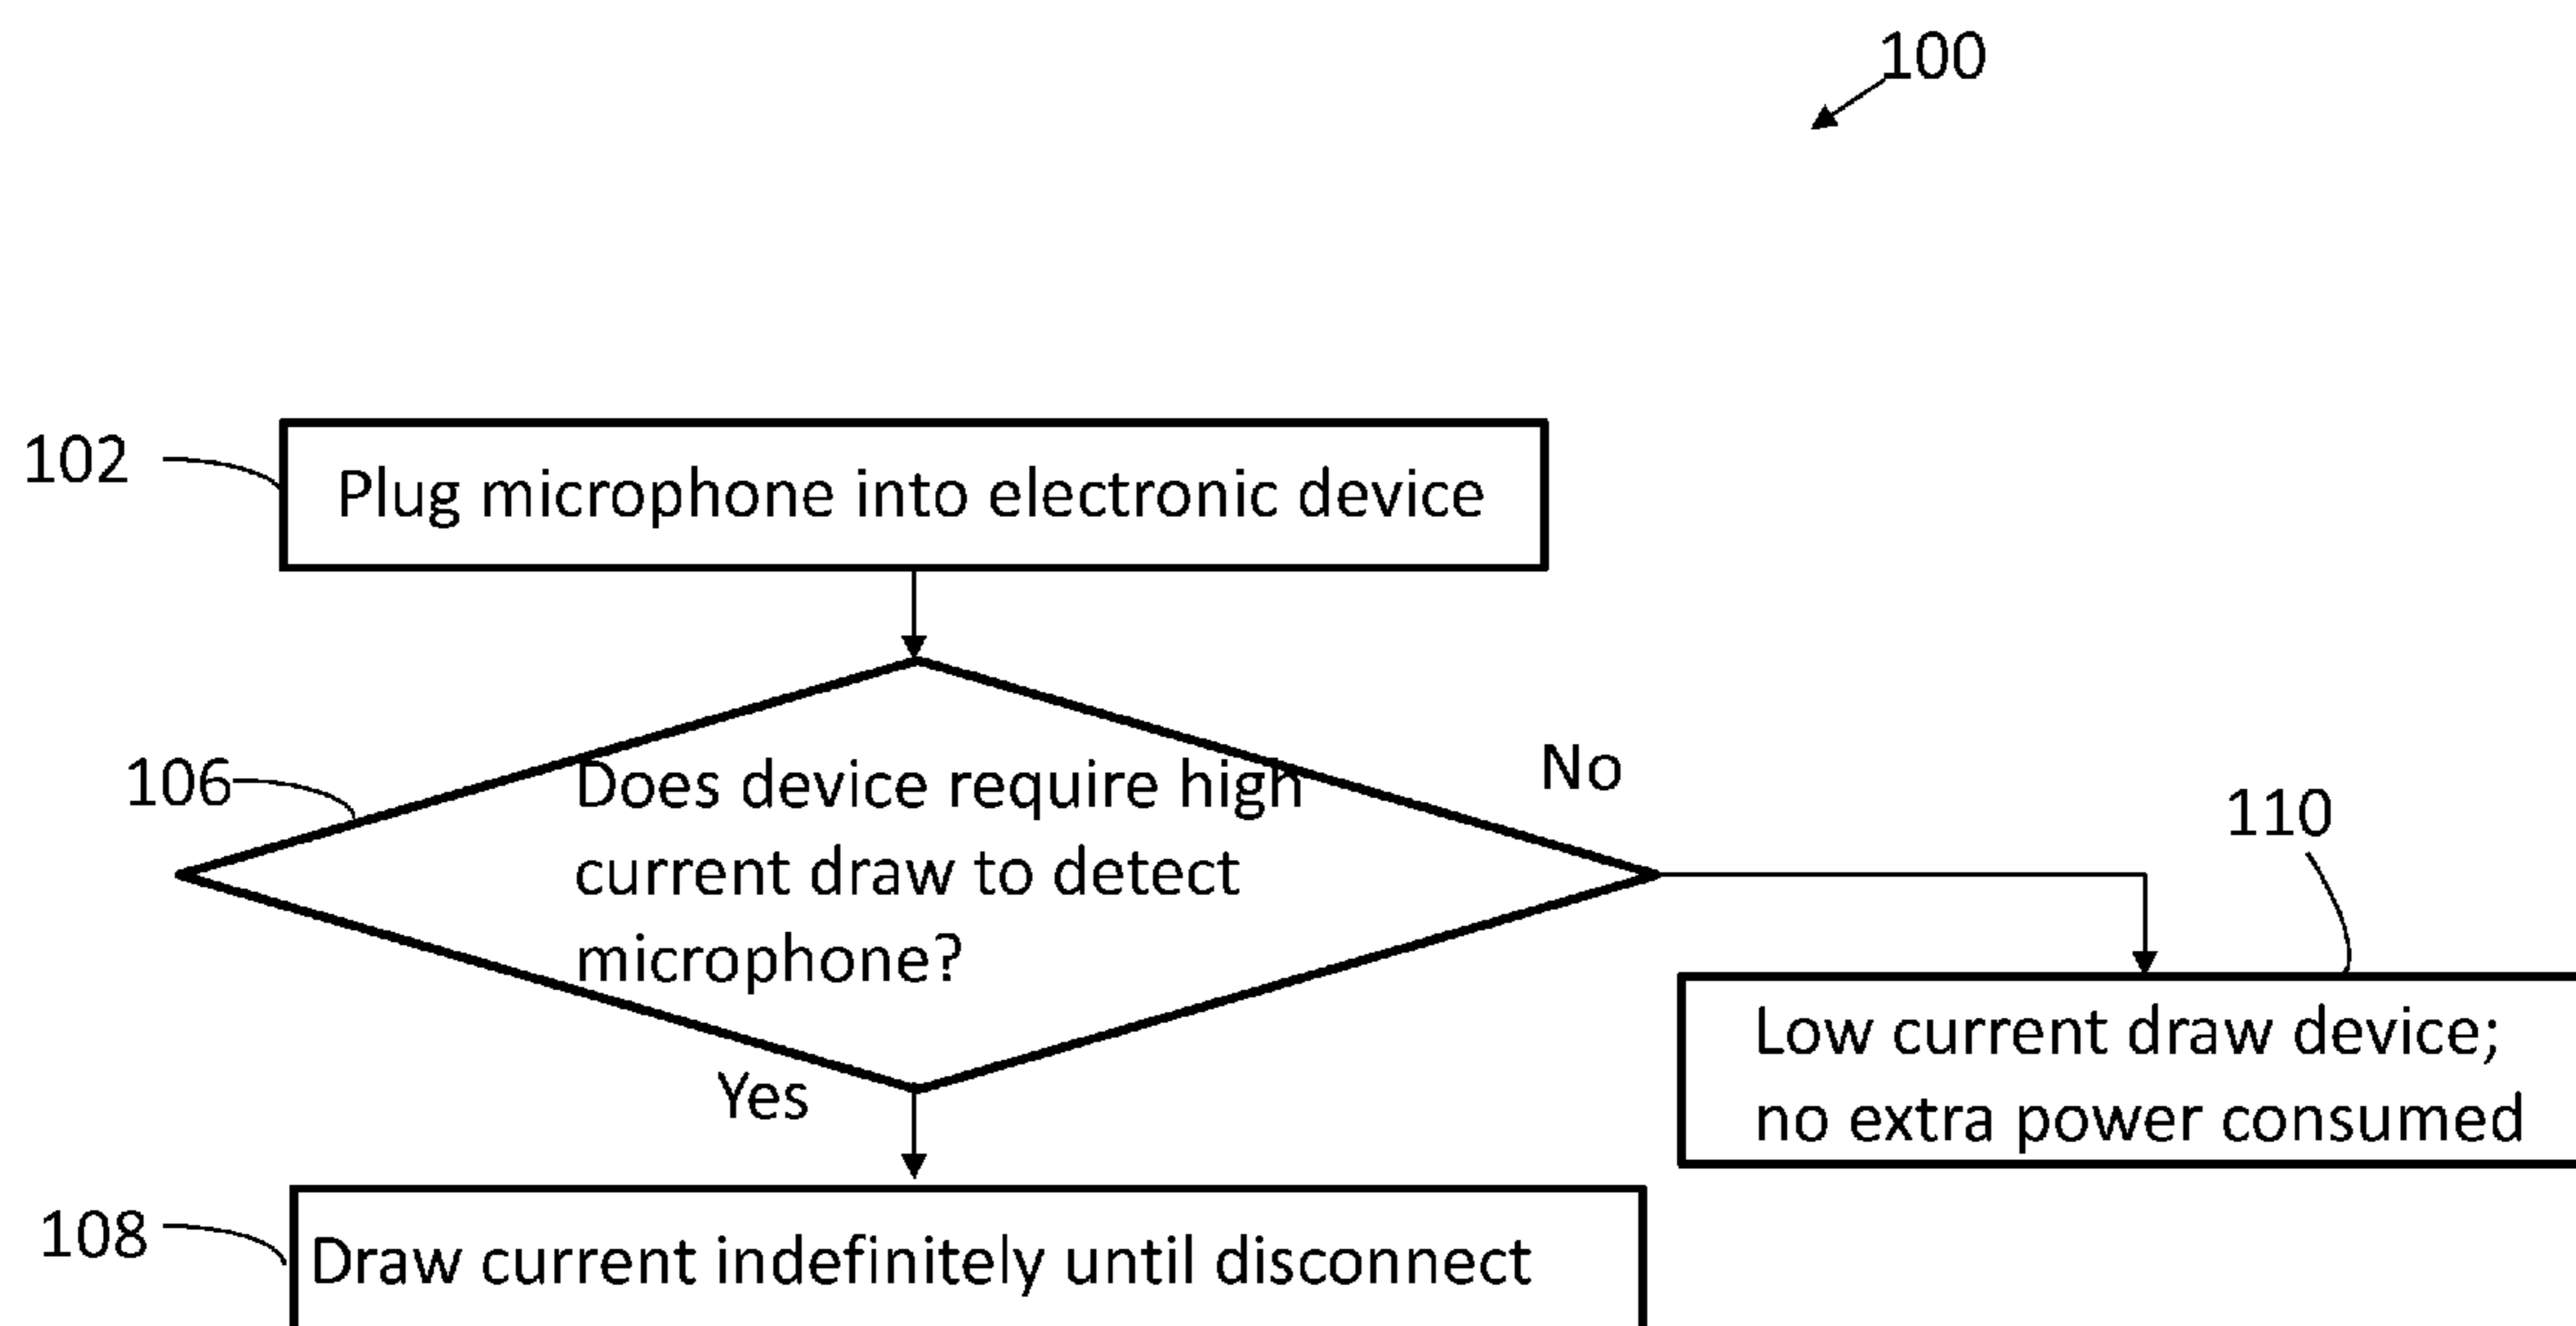 100
102
Plug microphone into electronic device
106
Does device require high
current draw to detect
microphone?
No
110
Low current draw device;
no extra power consumed
Yes
108
Draw current indefinitely until disconnect